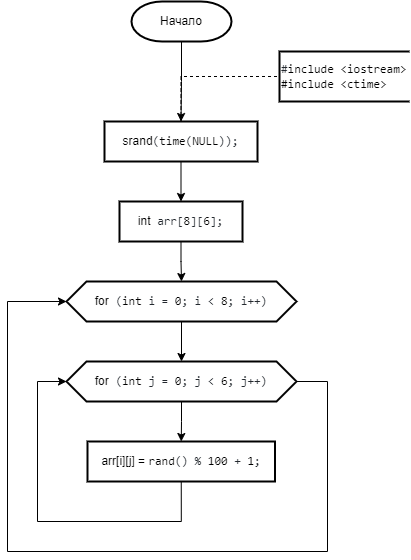 Начало
#include <iostream>
#include <ctime>
srand(time(NULL));
int arr[8][6];
for (int i = 0; i < 8; i++)
for (int j = 0; j < 6; j++)
arr[i][j] = rand() % 100 + 1;